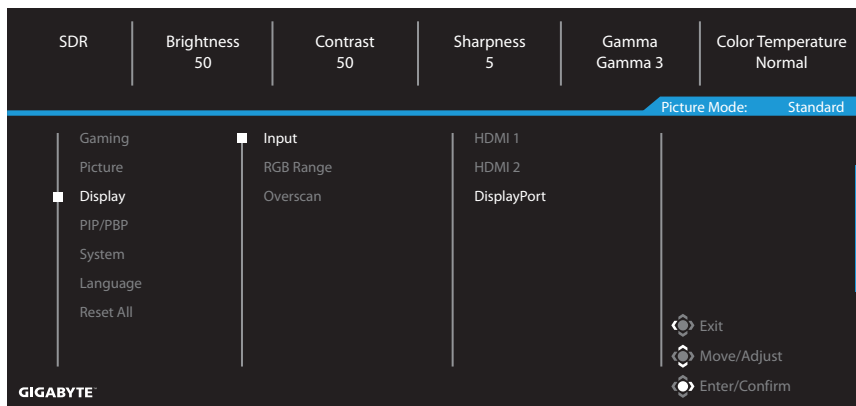 SDR
Brightness
50
Contrast
50
Sharpness
5
Gamma
Gamma 3
Color Temperature
Normal
Picture Mode: Standard
Gaming
Picture
Display
PIP/PBP
System
Language
Reset All
Input
RGB Range
Overscan
HDMI 1
HDMI 2
DisplayPort
Exit
Move/Adjust
Enter/Confirm
GIGABYTE™